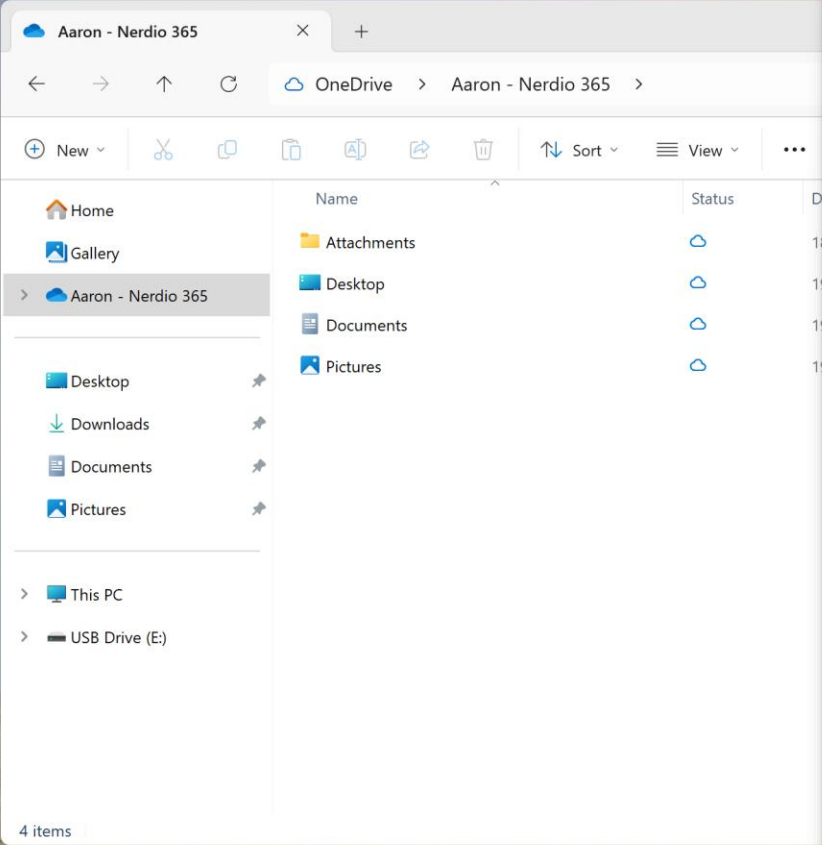 Aaron - Nerdio 365
OneDrive > Aaron - Nerdio 365 >
New Sort View
Name Status D
Home
Gallery
Aaron - Nerdio 365
Desktop
Downloads
Documents
Pictures
This PC
USB Drive (E:)
Attachments
Desktop
Documents
Pictures
4 items